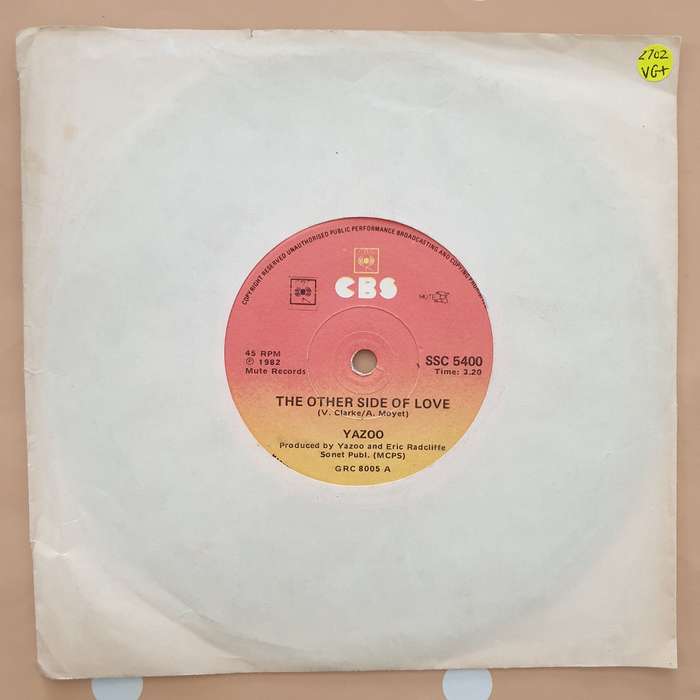 2702
VG+
COPYRIGHT RESERVED UNAUTHORISED PUBLIC PERFORMANCE BROADCASTING AND COPYING
CBS
MUTE
45 RPM
℗ 1982
Mute Records
SSC 5400
Time: 3.20
THE OTHER SIDE OF LOVE
(V. Clarke/A. Moyet)
YAZOO
Produced by Yazoo and Eric Radcliffe
Sonet Publ. (MCPS)
GRC 8005 A